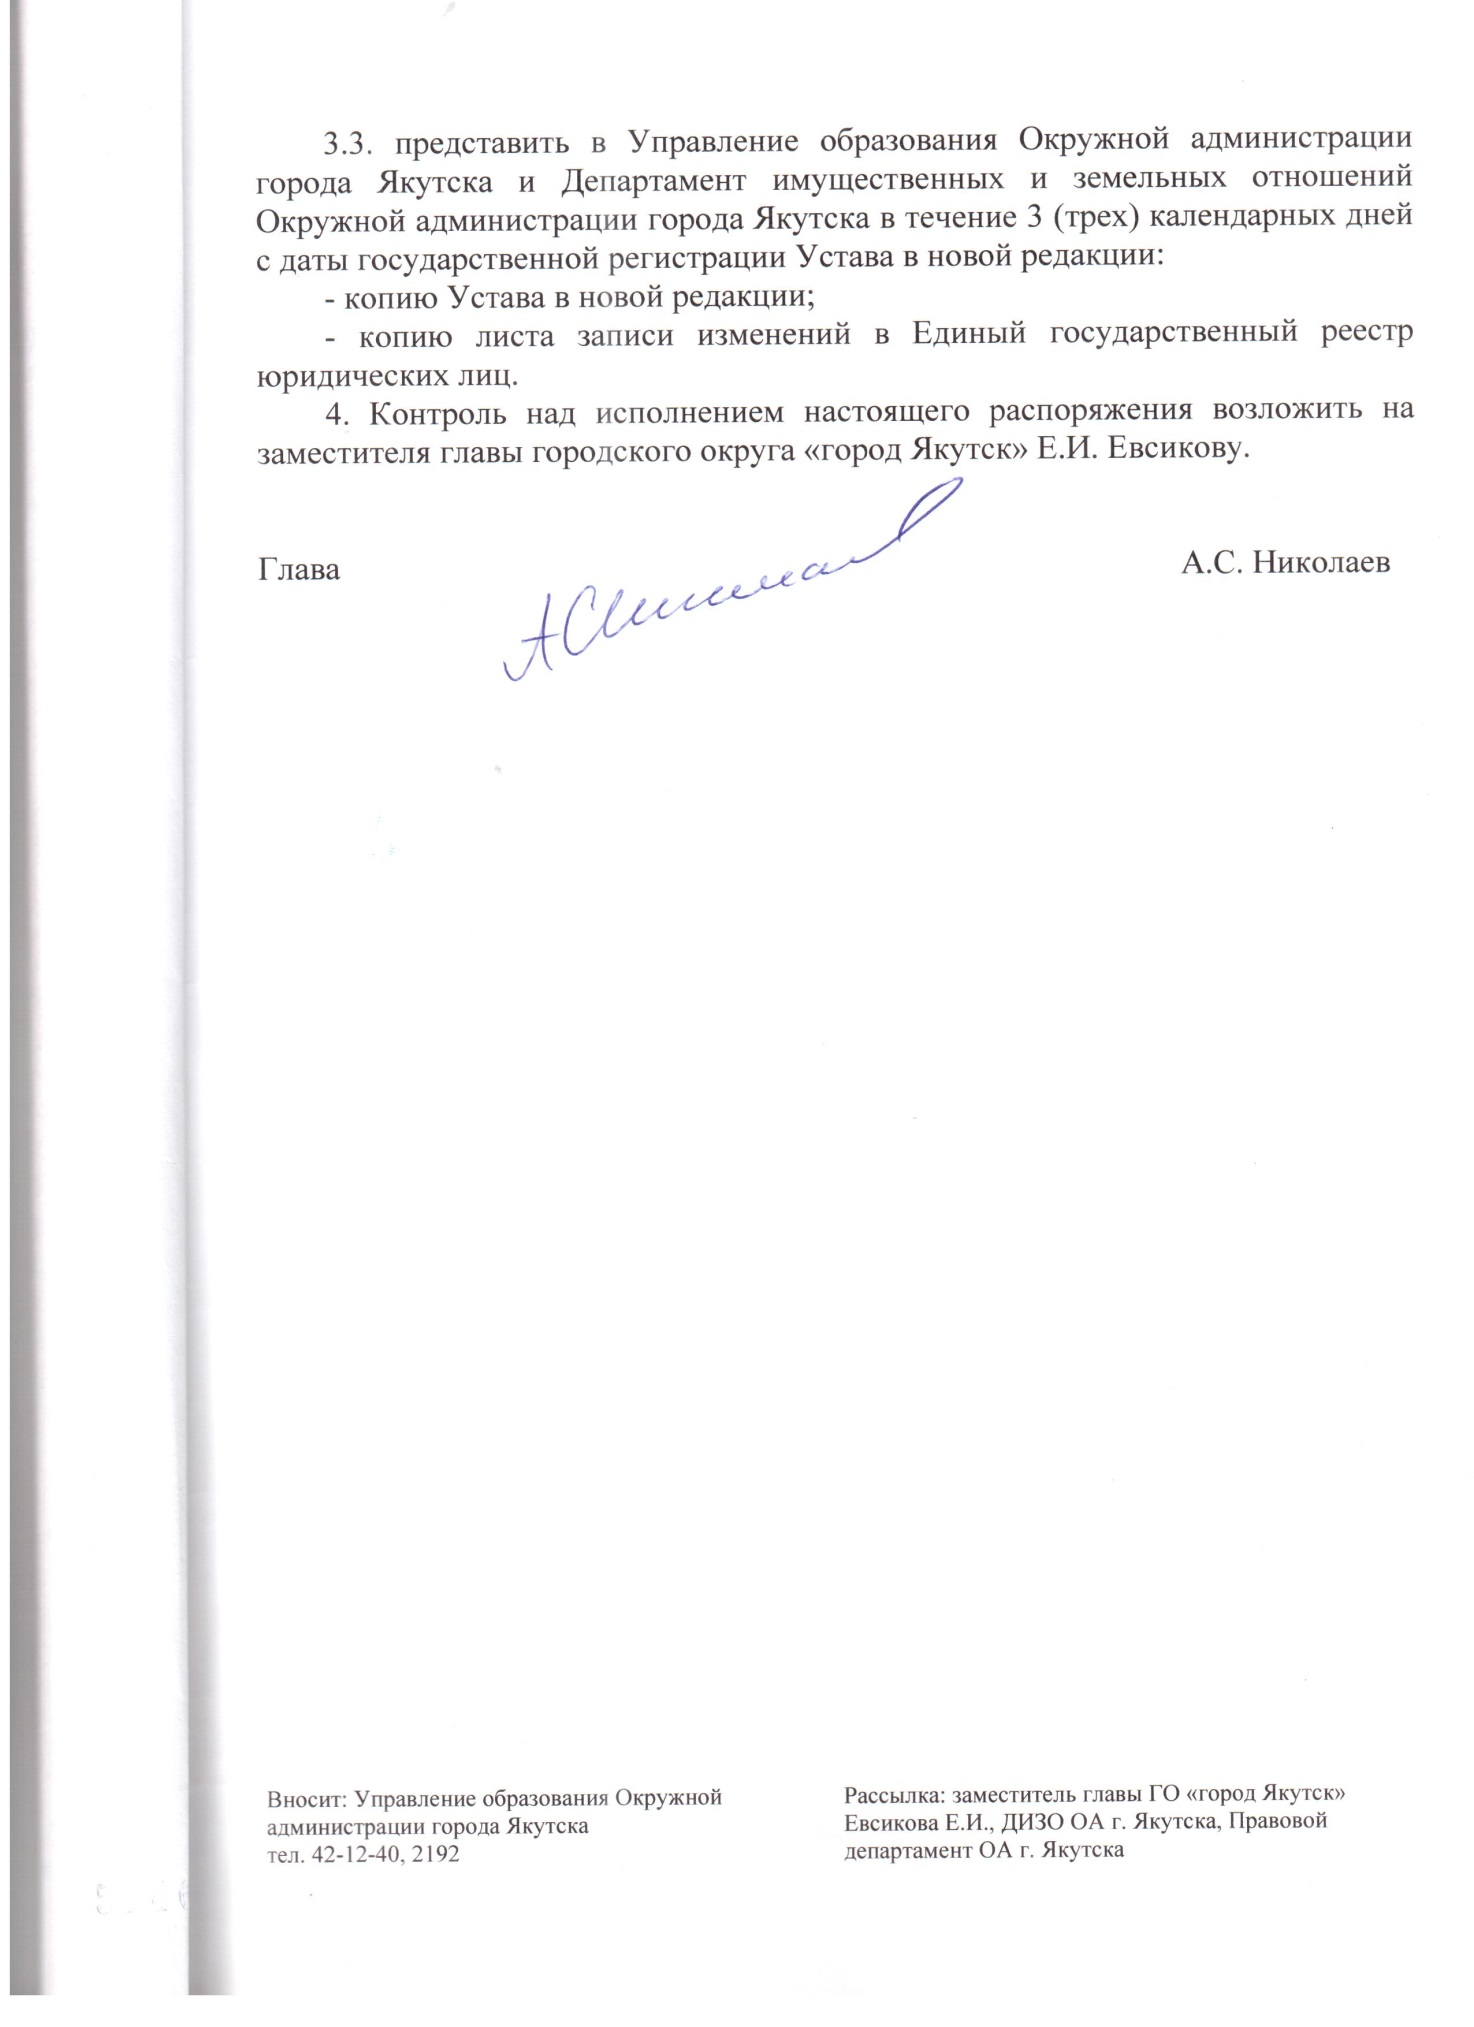 3.3. представить в Управление образования Окружной администрации
города Якутска и Департамент имущественных и земельных отношений
Окружной администрации города Якутска в течение 3 (трех) календарных дней
с даты государственной регистрации Устава в новой редакции:
- копию Устава в новой редакции;
- копию листа записи изменений в Единый государственный реестр
юридических лиц.
4. Контроль над исполнением настоящего распоряжения возложить на
заместителя главы городского округа «город Якутск» Е.И. Евсикову.
Глава
А.С. Николаев
Вносит: Управление образования Окружной
администрации города Якутска
тел. 42-12-40, 2192
Рассылка: заместитель главы ГО «город Якутск»
Евсикова Е.И., ДИЗО ОА г. Якутска, Правовой
департамент ОА г. Якутска